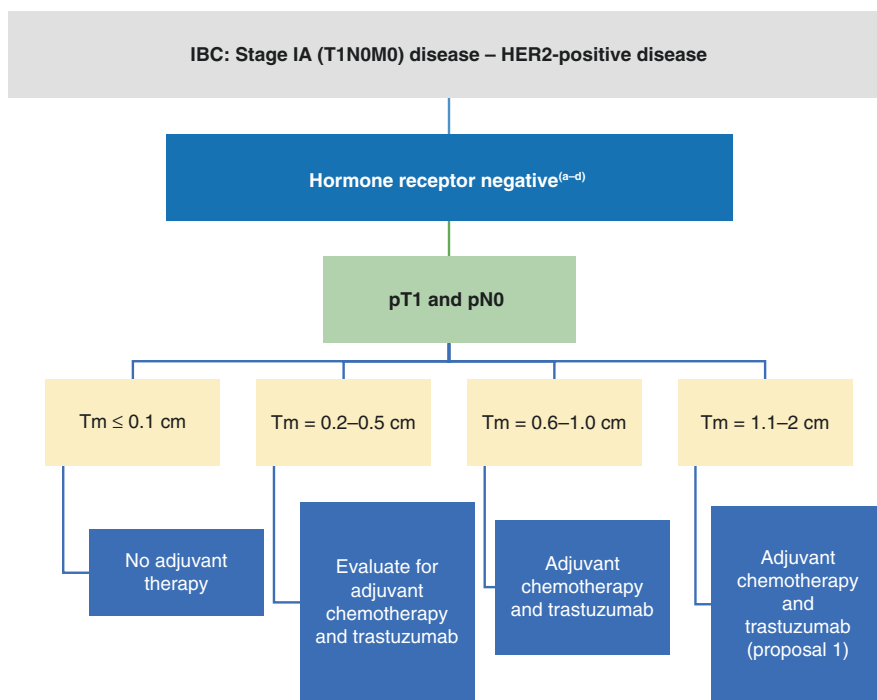 IBC: Stage IA (T1N0M0) disease – HER2-positive disease
Hormone receptor negative(a–d)
pT1 and pN0
Tm ≤ 0.1 cm
Tm = 0.2–0.5 cm
Tm = 0.6–1.0 cm
Tm = 1.1–2 cm
No adjuvant
therapy
Evaluate for
adjuvant
chemotherapy
and trastuzumab
Adjuvant
chemotherapy
and trastuzumab
Adjuvant
chemotherapy
and
trastuzumab
(proposal 1)